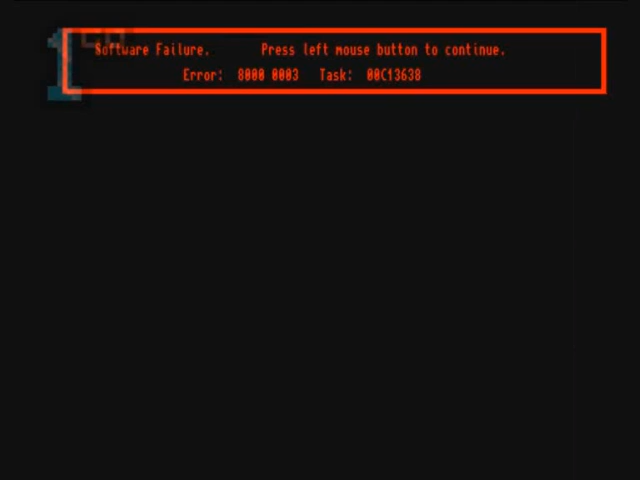 Software Failure. Press left mouse button to continue.
Error: 8000 0003 Task: 00C13638